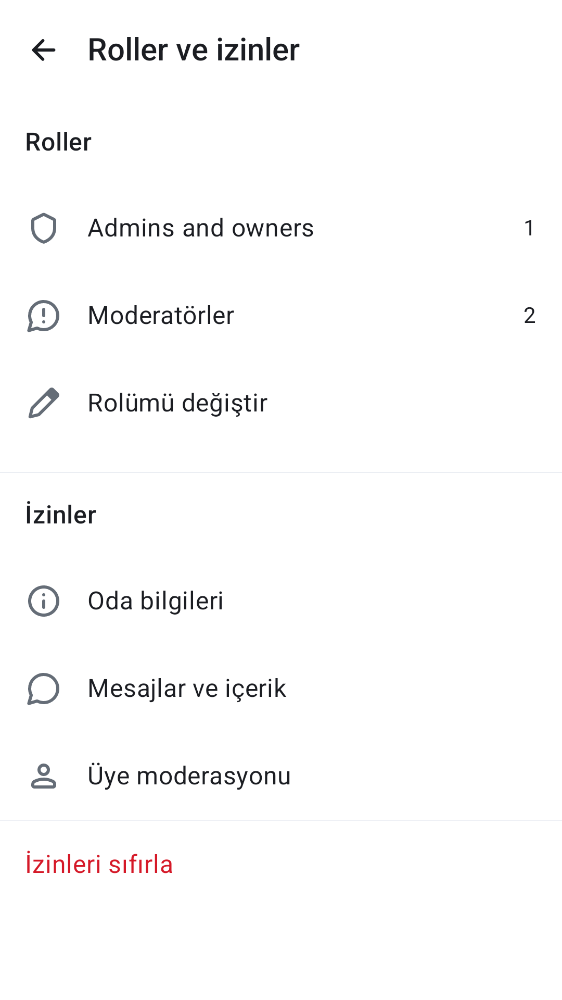 Roller ve izinler
Roller
Admins and owners 1
Moderatörler 2
Rolümü değiştir
İzinler
Oda bilgileri
Mesajlar ve içerik
Üye moderasyonu
İzinleri sıfırla